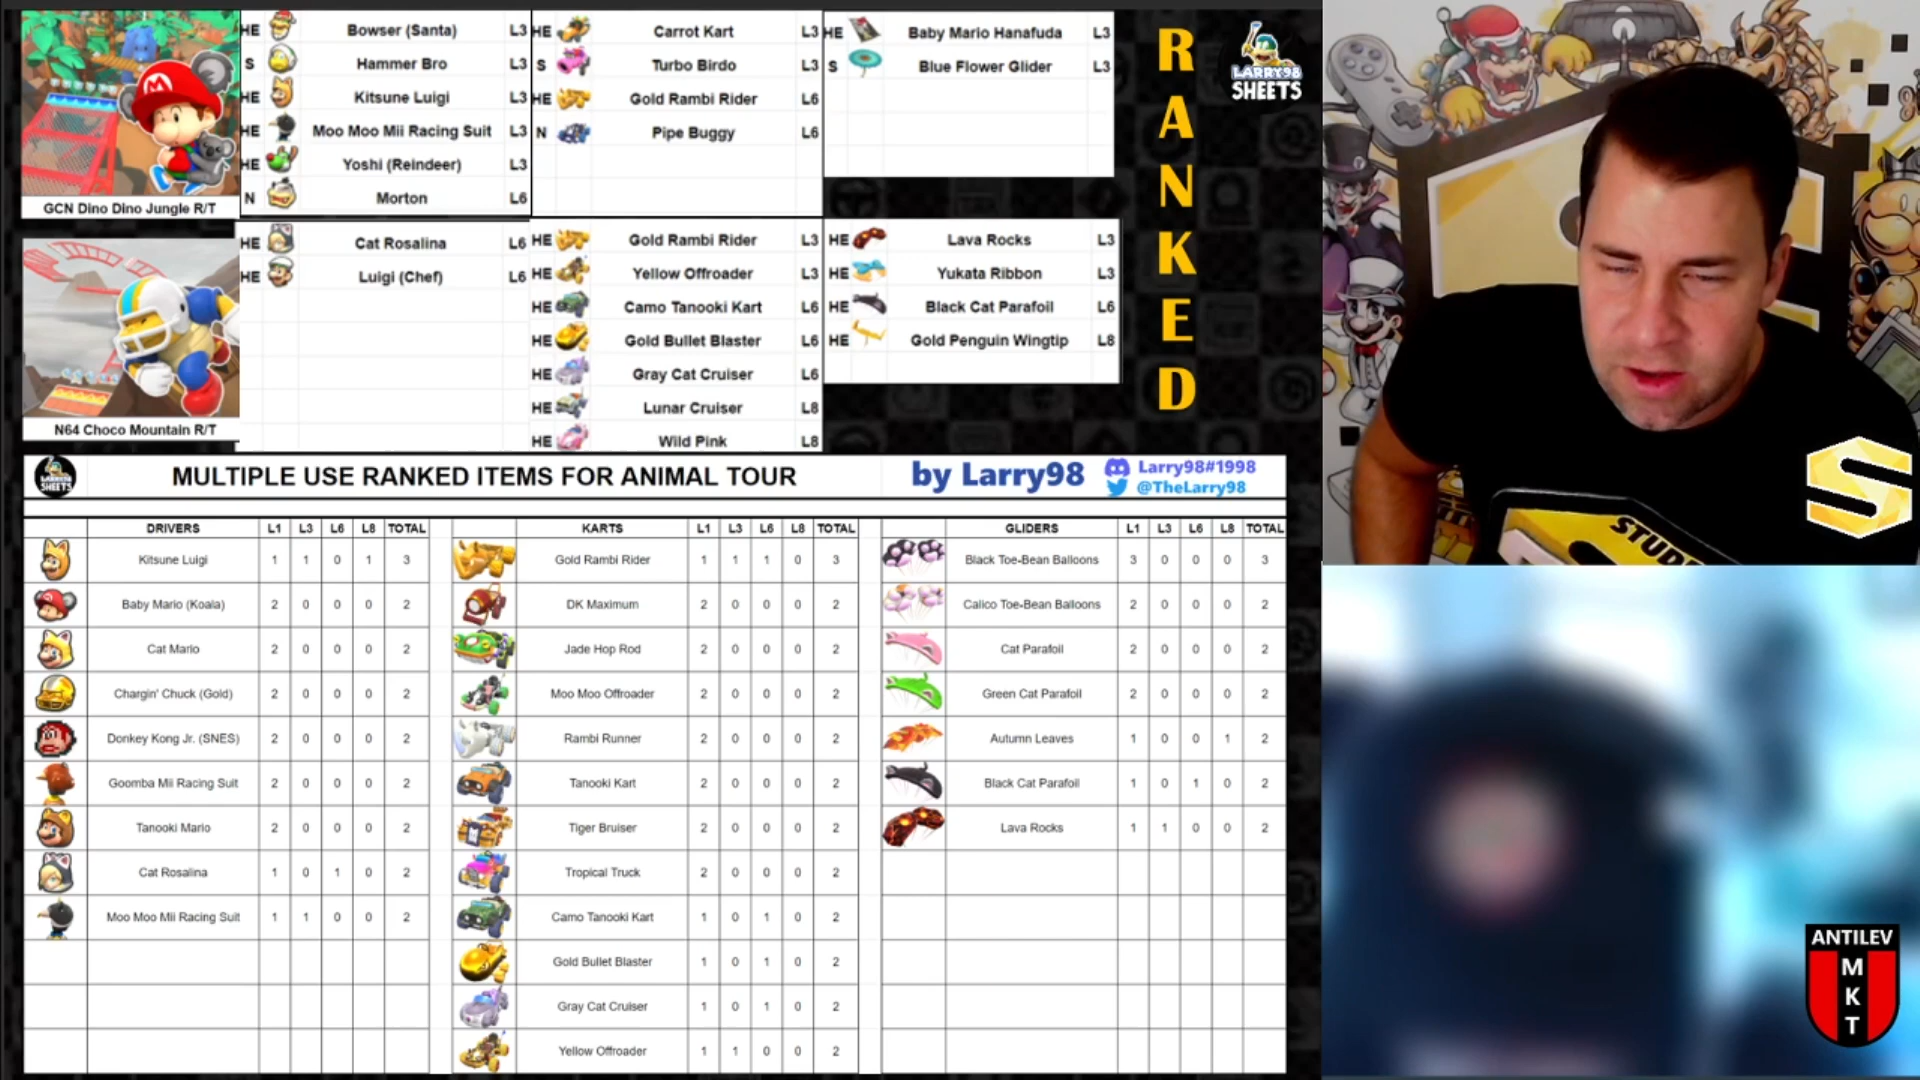 HE Bowser (Santa) L3
S Hammer Bro L3
HE Kitsune Luigi L3
HE Moo Moo Mii Racing Suit L3
HE Yoshi (Reindeer) L3
N Morton L6
GCN Dino Dino Jungle R/T
HE Carrot Kart L3
S Turbo Birdo L3
HE Gold Rambi Rider L6
N Pipe Buggy L6
HE Baby Mario Hanafuda L3
S Blue Flower Glider L3
RANKED
LARRY98
SHEETS
HE Cat Rosalina L6
HE Luigi (Chef) L6
N64 Choco Mountain R/T
HE Gold Rambi Rider L3
HE Yellow Offroader L3
HE Camo Tanooki Kart L6
HE Gold Bullet Blaster L6
HE Gray Cat Cruiser L6
HE Lunar Cruiser L8
HE Wild Pink L8
HE Lava Rocks L3
HE Yukata Ribbon L3
HE Black Cat Parafoil L6
HE Gold Penguin Wingtip L8
LARRY98
SHEETS
MULTIPLE USE RANKED ITEMS FOR ANIMAL TOUR
by Larry98
Larry98#1998
@TheLarry98
DRIVERS L1 L3 L6 L8 TOTAL
Kitsune Luigi 1 1 0 1 3
Baby Mario (Koala) 2 0 0 0 2
Cat Mario 2 0 0 0 2
Chargin' Chuck (Gold) 2 0 0 0 2
Donkey Kong Jr. (SNES) 2 0 0 0 2
Goomba Mii Racing Suit 2 0 0 0 2
Tanooki Mario 2 0 0 0 2
Cat Rosalina 1 0 1 0 2
Moo Moo Mii Racing Suit 1 1 0 0 2
KARTS L1 L3 L6 L8 TOTAL
Gold Rambi Rider 1 1 1 0 3
DK Maximum 2 0 0 0 2
Jade Hop Rod 2 0 0 0 2
Moo Moo Offroader 2 0 0 0 2
Rambi Runner 2 0 0 0 2
Tanooki Kart 2 0 0 0 2
Tiger Bruiser 2 0 0 0 2
Tropical Truck 2 0 0 0 2
Camo Tanooki Kart 1 0 1 0 2
Gold Bullet Blaster 1 0 1 0 2
Gray Cat Cruiser 1 0 1 0 2
Yellow Offroader 1 1 0 0 2
GLIDERS L1 L3 L6 L8 TOTAL
Black Toe-Bean Balloons 3 0 0 0 3
Calico Toe-Bean Balloons 2 0 0 0 2
Cat Parafoil 2 0 0 0 2
Green Cat Parafoil 2 0 0 0 2
Autumn Leaves 1 0 0 1 2
Black Cat Parafoil 1 0 1 0 2
Lava Rocks 1 1 0 0 2
S
ANTILEV
MKT